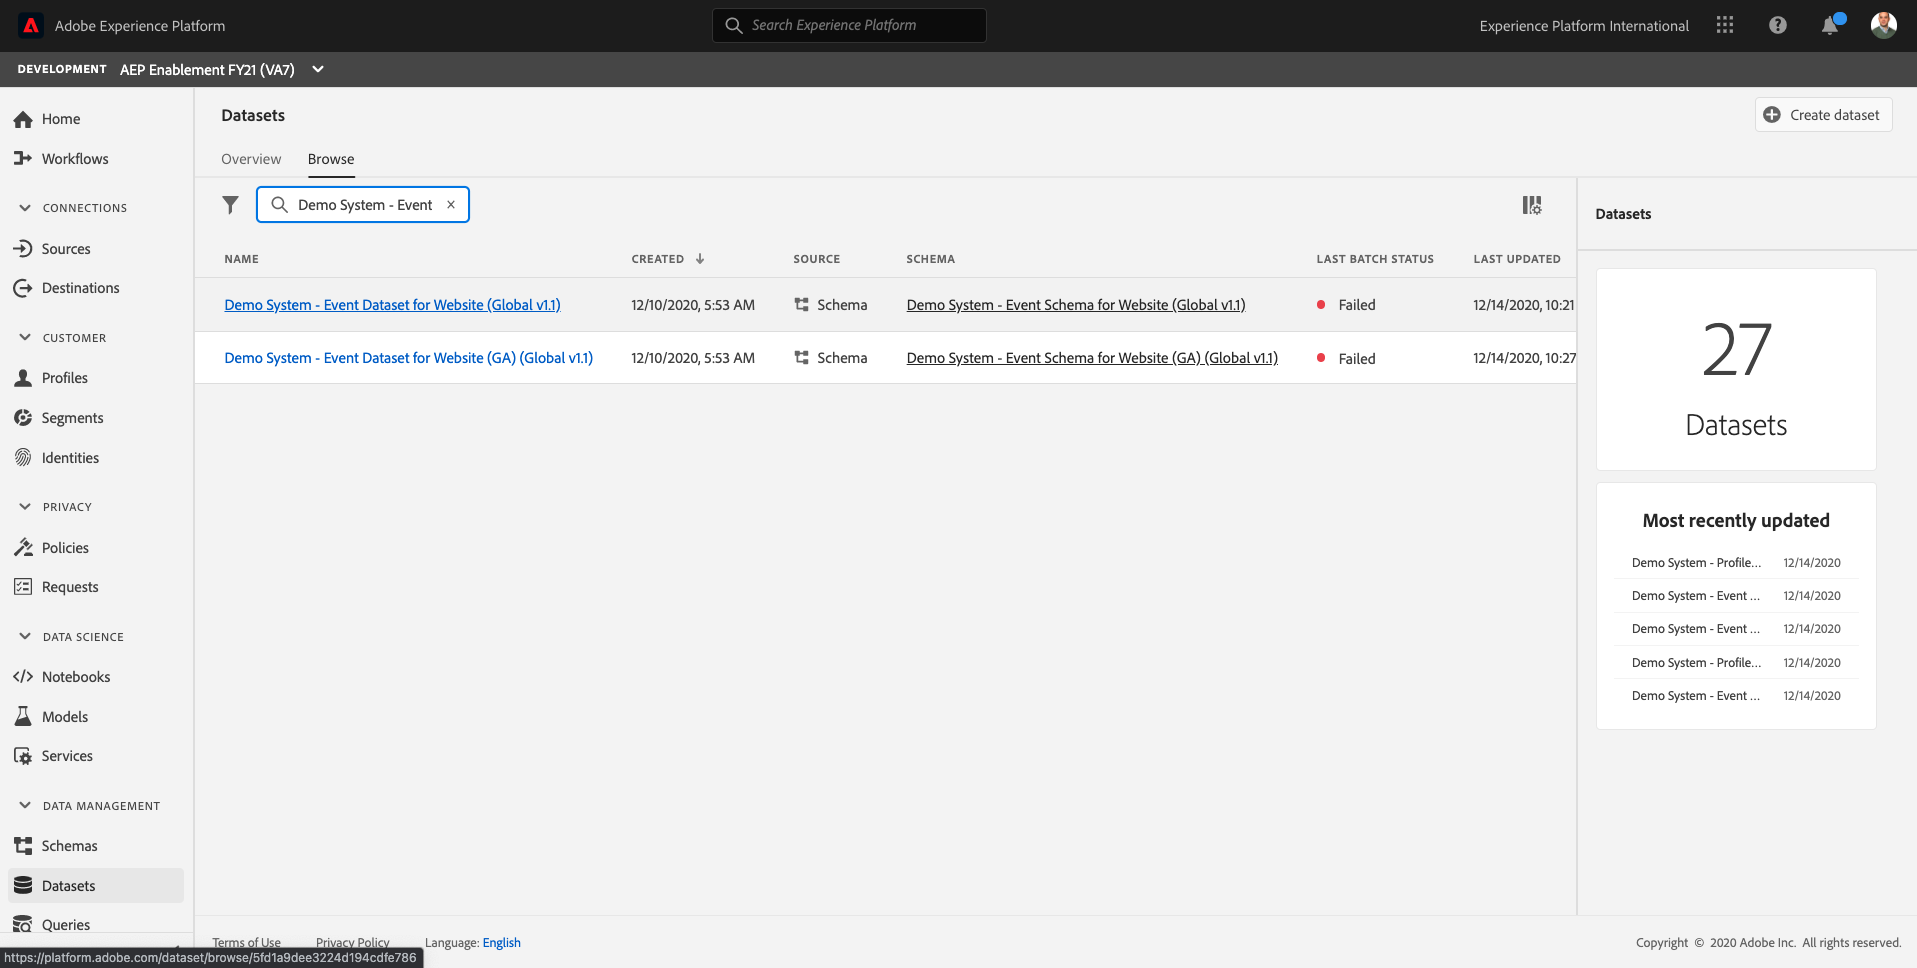 Adobe Experience Platform
Search Experience Platform
Experience Platform International
DEVELOPMENT AEP Enablement FY21 (VA7)
Home
Workflows
CONNECTIONS
Sources
Destinations
CUSTOMER
Profiles
Segments
Identities
PRIVACY
Policies
Requests
DATA SCIENCE
Notebooks
Models
Services
DATA MANAGEMENT
Schemas
Datasets
Queries
Datasets
Create dataset
Overview Browse
Demo System - Event
NAME CREATED SOURCE SCHEMA LAST BATCH STATUS LAST UPDATED
Demo System - Event Dataset for Website (Global v1.1) 12/10/2020, 5:53 AM Schema Demo System - Event Schema for Website (Global v1.1) Failed 12/14/2020, 10:21
Demo System - Event Dataset for Website (GA) (Global v1.1) 12/10/2020, 5:53 AM Schema Demo System - Event Schema for Website (GA) (Global v1.1) Failed 12/14/2020, 10:27
Datasets
27
Datasets
Most recently updated
Demo System - Profile... 12/14/2020
Demo System - Event ... 12/14/2020
Demo System - Event ... 12/14/2020
Demo System - Profile... 12/14/2020
Demo System - Event ... 12/14/2020
Terms of Use Privacy Policy Language: English
Copyright © 2020 Adobe Inc. All rights reserved.
https://platform.adobe.com/dataset/browse/5fd1a9dee3224d194cdfe786